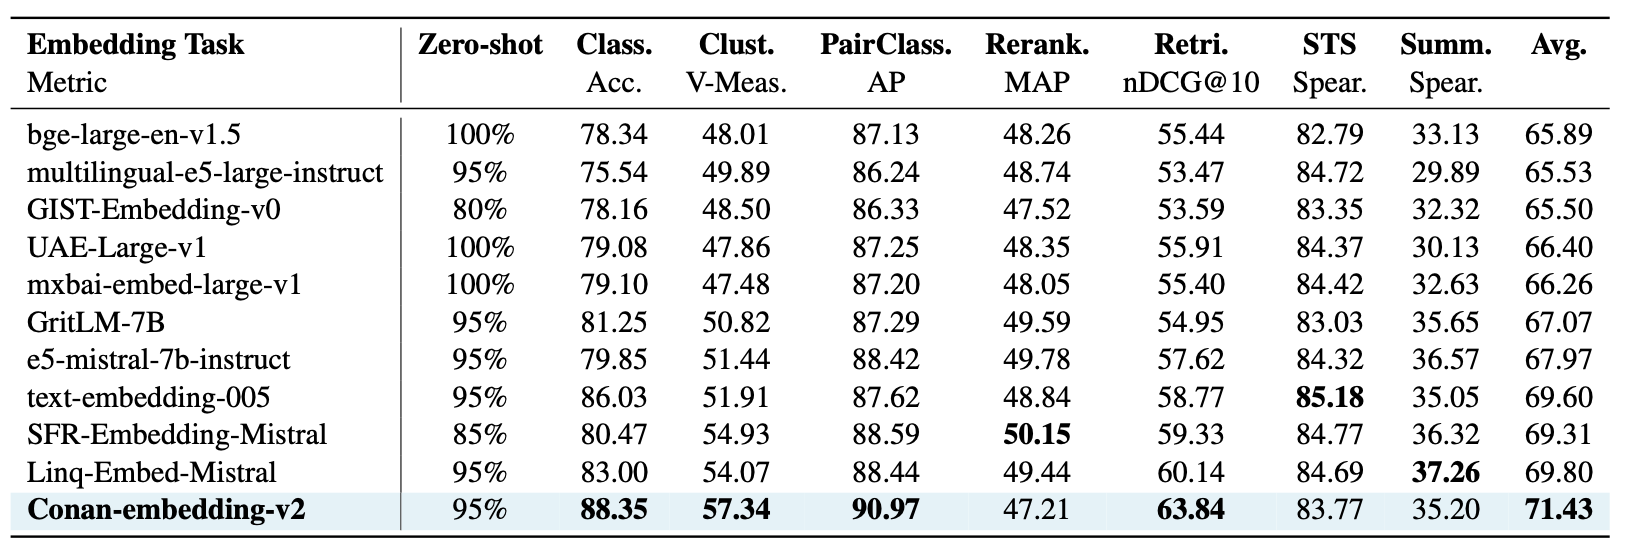 Embedding Task Zero-shot Class. Clust. PairClass. Rerank. Retri. STS Summ. Avg.
Metric Acc. V-Meas. AP MAP nDCG@10 Spear. Spear.
bge-large-en-v1.5 100% 78.34 48.01 87.13 48.26 55.44 82.79 33.13 65.89
multilingual-e5-large-instruct 95% 75.54 49.89 86.24 48.74 53.47 84.72 29.89 65.53
GIST-Embedding-v0 80% 78.16 48.50 86.33 47.52 53.59 83.35 32.32 65.50
UAE-Large-v1 100% 79.08 47.86 87.25 48.35 55.91 84.37 30.13 66.40
mxbai-embed-large-v1 100% 79.10 47.48 87.20 48.05 55.40 84.42 32.63 66.26
GritLM-7B 95% 81.25 50.82 87.29 49.59 54.95 83.03 35.65 67.07
e5-mistral-7b-instruct 95% 79.85 51.44 88.42 49.78 57.62 84.32 36.57 67.97
text-embedding-005 95% 86.03 51.91 87.62 48.84 58.77 85.18 35.05 69.60
SFR-Embedding-Mistral 85% 80.47 54.93 88.59 50.15 59.33 84.77 36.32 69.31
Linq-Embed-Mistral 95% 83.00 54.07 88.44 49.44 60.14 84.69 37.26 69.80
Conan-embedding-v2 95% 88.35 57.34 90.97 47.21 63.84 83.77 35.20 71.43